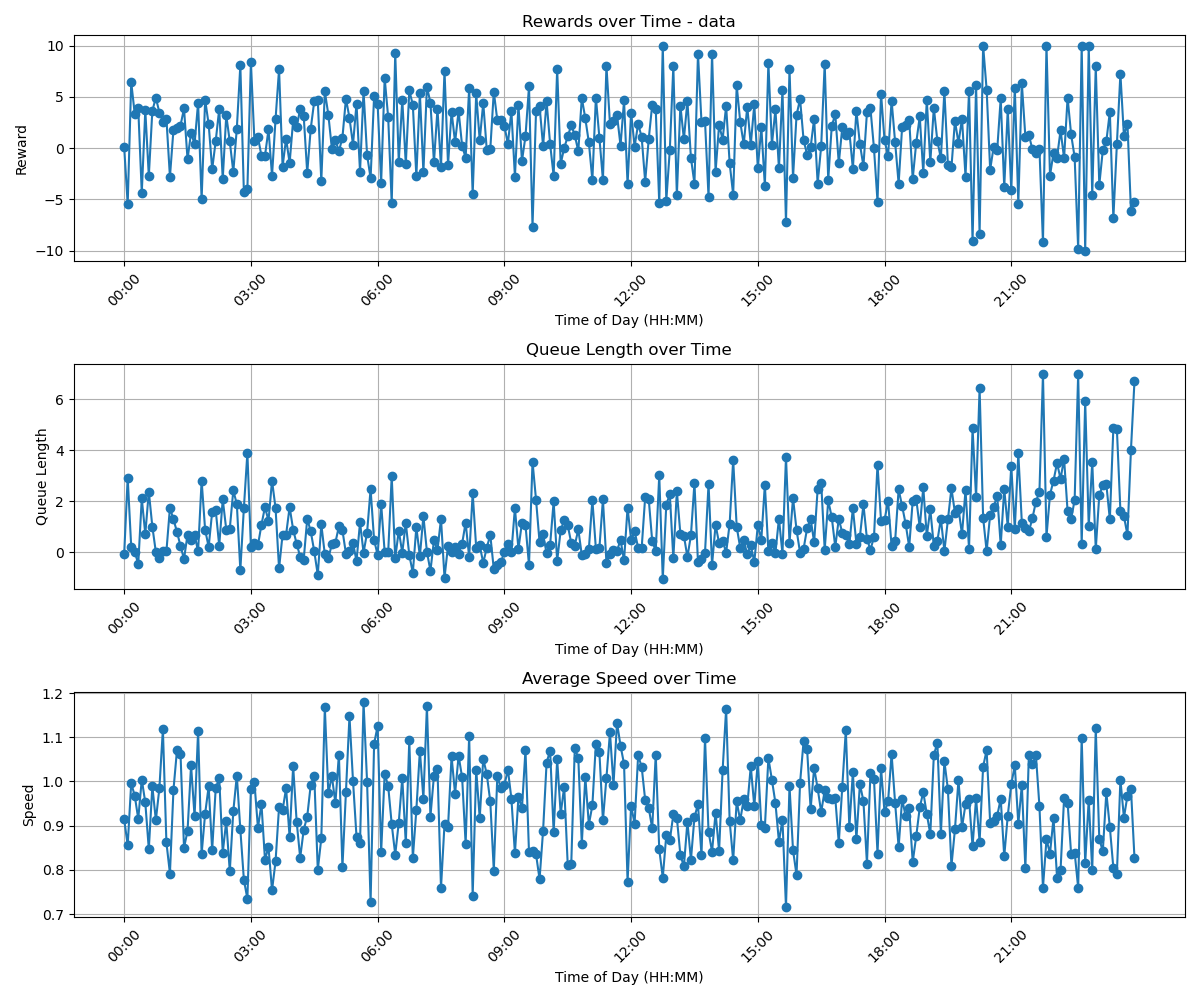 Rewards over Time - data
Reward
10
5
0
−5
−10
00:00 03:00 06:00 09:00 12:00 15:00 18:00 21:00
Time of Day (HH:MM)
Queue Length over Time
Queue Length
6
4
2
0
00:00 03:00 06:00 09:00 12:00 15:00 18:00 21:00
Time of Day (HH:MM)
Average Speed over Time
Speed
1.2
1.1
1.0
0.9
0.8
0.7
00:00 03:00 06:00 09:00 12:00 15:00 18:00 21:00
Time of Day (HH:MM)